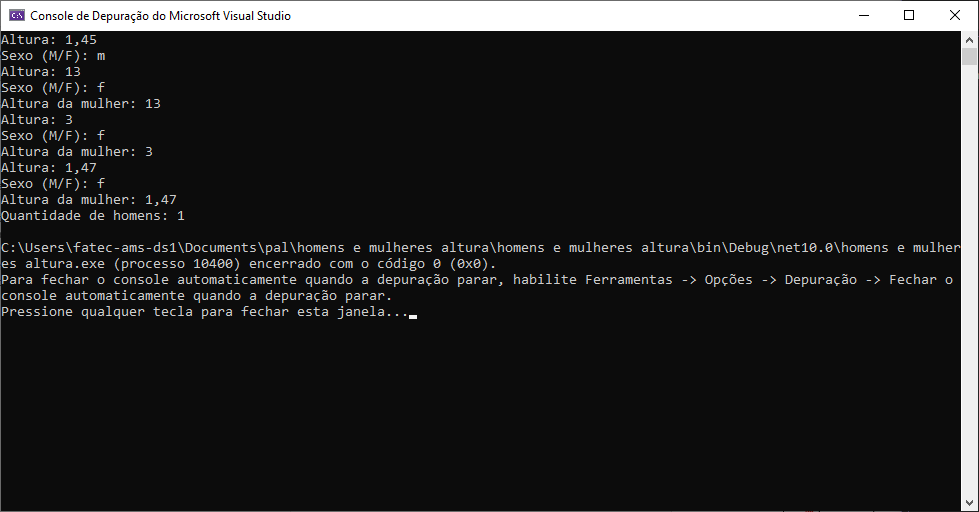 Console de Depuração do Microsoft Visual Studio
Altura: 1,45
Sexo (M/F): m
Altura: 13
Sexo (M/F): f
Altura da mulher: 13
Altura: 3
Sexo (M/F): f
Altura da mulher: 3
Altura: 1,47
Sexo (M/F): f
Altura da mulher: 1,47
Quantidade de homens: 1
C:\Users\fatec-ams-ds1\Documents\pal\homens e mulheres altura\homens e mulheres altura\bin\Debug\net10.0\homens e mulher
es altura.exe (processo 10400) encerrado com o código 0 (0x0).
Para fechar o console automaticamente quando a depuração parar, habilite Ferramentas -> Opções -> Depuração -> Fechar o
console automaticamente quando a depuração parar.
Pressione qualquer tecla para fechar esta janela...